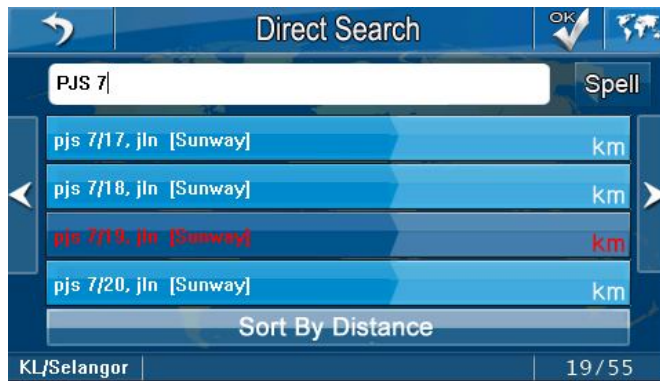 Direct Search
OK
PJS 7
Spell
pjs 7/17, jln [Sunway]
km
pjs 7/18, jln [Sunway]
km
pjs 7/19, jln [Sunway]
km
pjs 7/20, jln [Sunway]
km
Sort By Distance
KL/Selangor
19/55